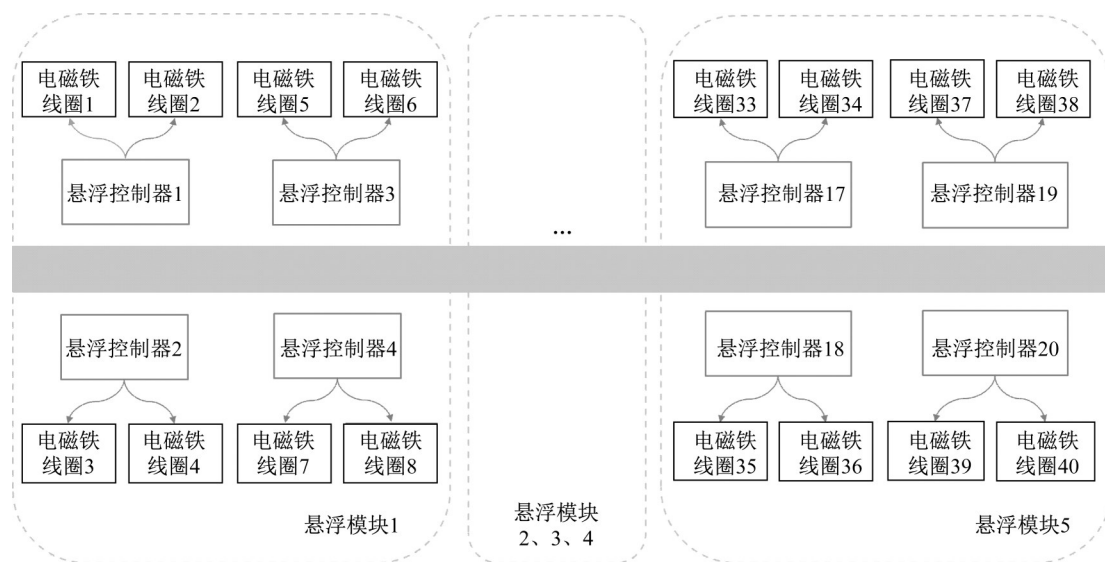 电磁铁
线圈1
电磁铁
线圈2
电磁铁
线圈5
电磁铁
线圈6
电磁铁
线圈33
电磁铁
线圈34
电磁铁
线圈37
电磁铁
线圈38
悬浮控制器1
悬浮控制器3
悬浮控制器17
悬浮控制器19
...
悬浮控制器2
悬浮控制器4
悬浮控制器18
悬浮控制器20
电磁铁
线圈3
电磁铁
线圈4
电磁铁
线圈7
电磁铁
线圈8
电磁铁
线圈35
电磁铁
线圈36
电磁铁
线圈39
电磁铁
线圈40
悬浮模块1
悬浮模块
2、3、4
悬浮模块5